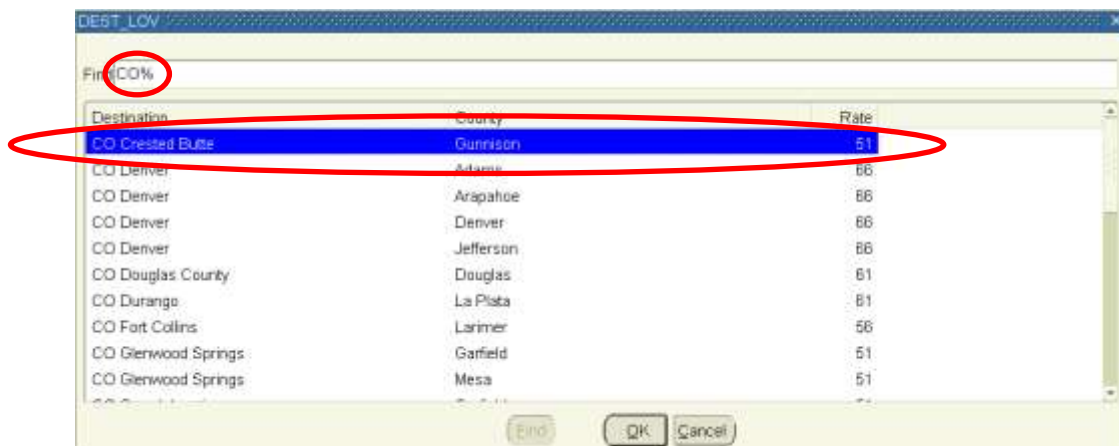 DEST_LOV
Find CO%
Destination County Rate
CO Crested Butte Gunnison 51
CO Denver Adams 66
CO Denver Arapahoe 66
CO Denver Denver 66
CO Denver Jefferson 66
CO Douglas County Douglas 61
CO Durango La Plata 61
CO Fort Collins Larimer 56
CO Glenwood Springs Garfield 51
CO Glenwood Springs Mesa 51
Find OK Cancel